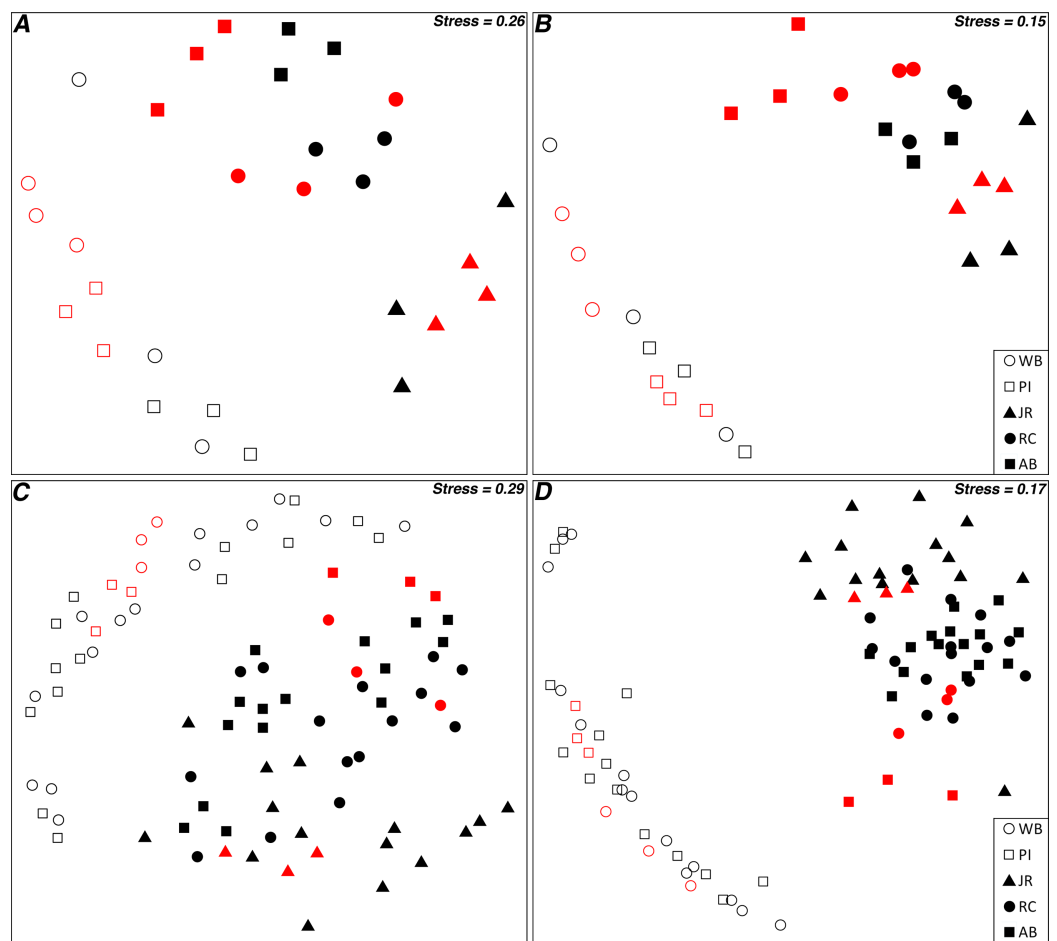 A Stress = 0.26
B Stress = 0.15
WB
PI
JR
RC
AB
C Stress = 0.29
D Stress = 0.17
WB
PI
JR
RC
AB